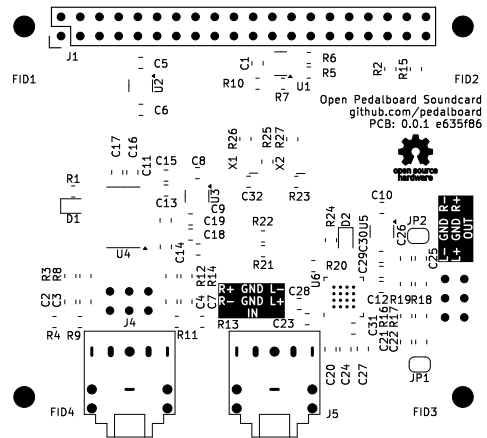 J1
C5
C1
R6
R5
R2
R15
FID1
U2
R10
R7
U1
FID2
C6
Open Pedalboard Soundcard
github.com/pedalboard
PCB: 0.0.1 e635f86
R26
R25
R27
C17
C16
C11
C15
C8
X1
X2
open source
hardware
R1
C32
R23
D1
C13
U3
C9
C19
C18
C10
R22
R24
D2
U5
C26
JP2
L- GND R-
L+ GND R+
OUT
U4
C14
R21
C30
C29
C25
R3
R8
R12
R14
U6
R20
C2
C3
C4
C7
R+ GND L-
R- GND L+
IN
C28
C12
R19
R18
R4
R9
J4
R11
R13
C23
C31
R16
R17
C21
C22
C20
C24
C27
JP1
FID4
J5
FID3